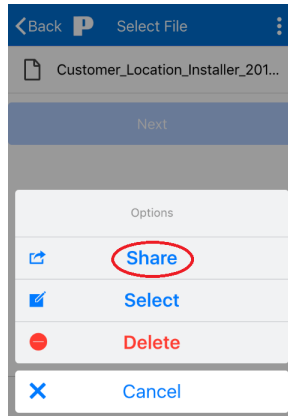 Back P Select File
Customer_Location_Installer_201...
Next
Options
Share
Select
Delete
Cancel